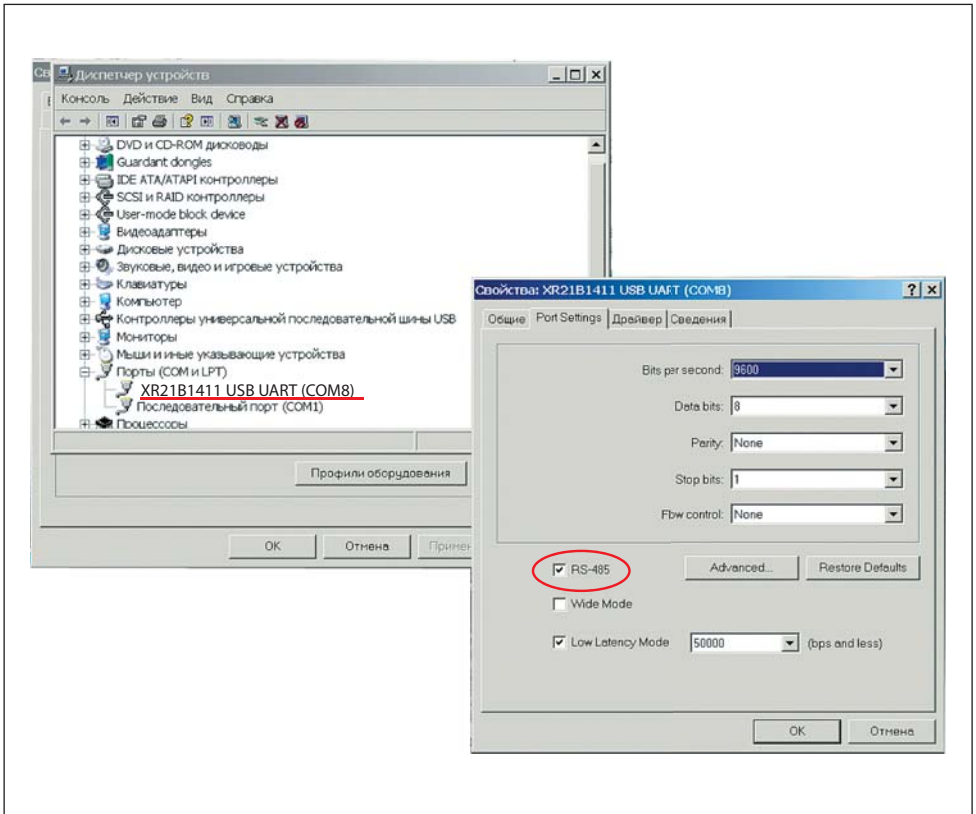 Св
Диспетчер устройств
Консоль Действие Вид Справка
DVD и CD-ROM дисководы
Guardant dongles
IDE ATA/ATAPI контроллеры
SCSI и RAID контроллеры
User-mode block device
Видеоадаптеры
Дисковые устройства
Звуковые, видео и игровые устройства
Клавиатуры
Компьютер
Контроллеры универсальной последовательной шины USB
Мониторы
Мыши и иные указывающие устройства
Порты (COM и LPT)
XR21B1411 USB UART (COM8)
Последовательный порт (COM1)
Процессоры
Профили оборудования
OK
Отмена
Примен
Свойства: XR21B1411 USB UART (COM8)
Общие Port Settings Драйвер Сведения
Bits per second: 9600
Data bits: 8
Parity: None
Stop bits: 1
Flow control: None
RS-485
Advanced...
Restore Defaults
Wide Mode
Low Latency Mode 50000 (bps and less)
OK
Отмена